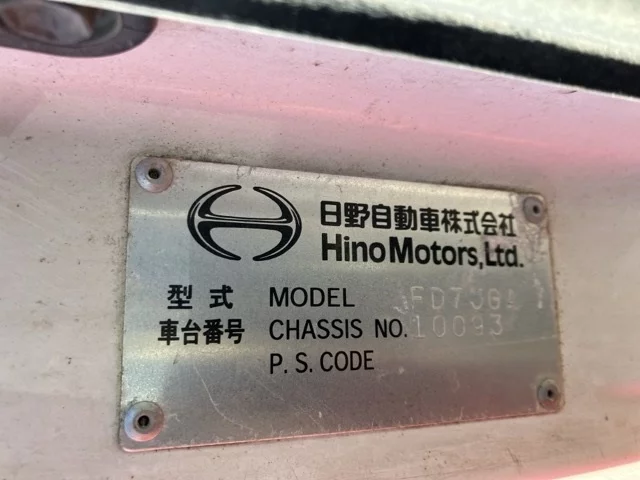 日野自動車株式会社
Hino Motors, Ltd.
型式 MODEL
車台番号 CHASSIS NO. 10093
P.S.CODE